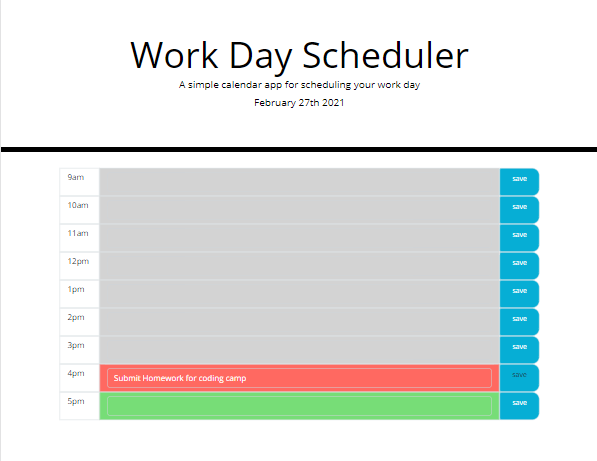 Work Day Scheduler
A simple calendar app for scheduling your work day
February 27th 2021
9am save
10am save
11am save
12pm save
1pm save
2pm save
3pm save
4pm Submit Homework for coding camp save
5pm save